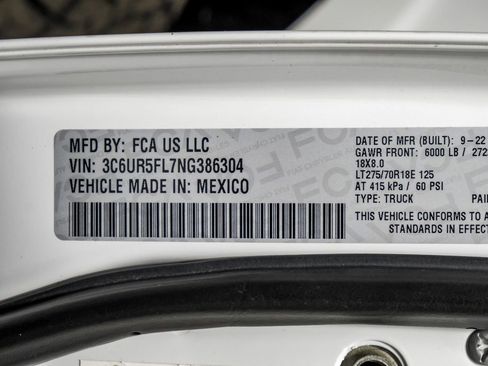 MFD BY: FCA US LLC
VIN: 3C6UR5FL7NG386304
VEHICLE MADE IN: MEXICO
DATE OF MFR (BUILT): 9-22
GAWR FRONT: 6000 LB / 272
18X8.0
LT275/70R18E 125
AT 415 kPa / 60 PSI
TYPE: TRUCK PAI
THIS VEHICLE CONFORMS TO A
STANDARDS IN EFFECT